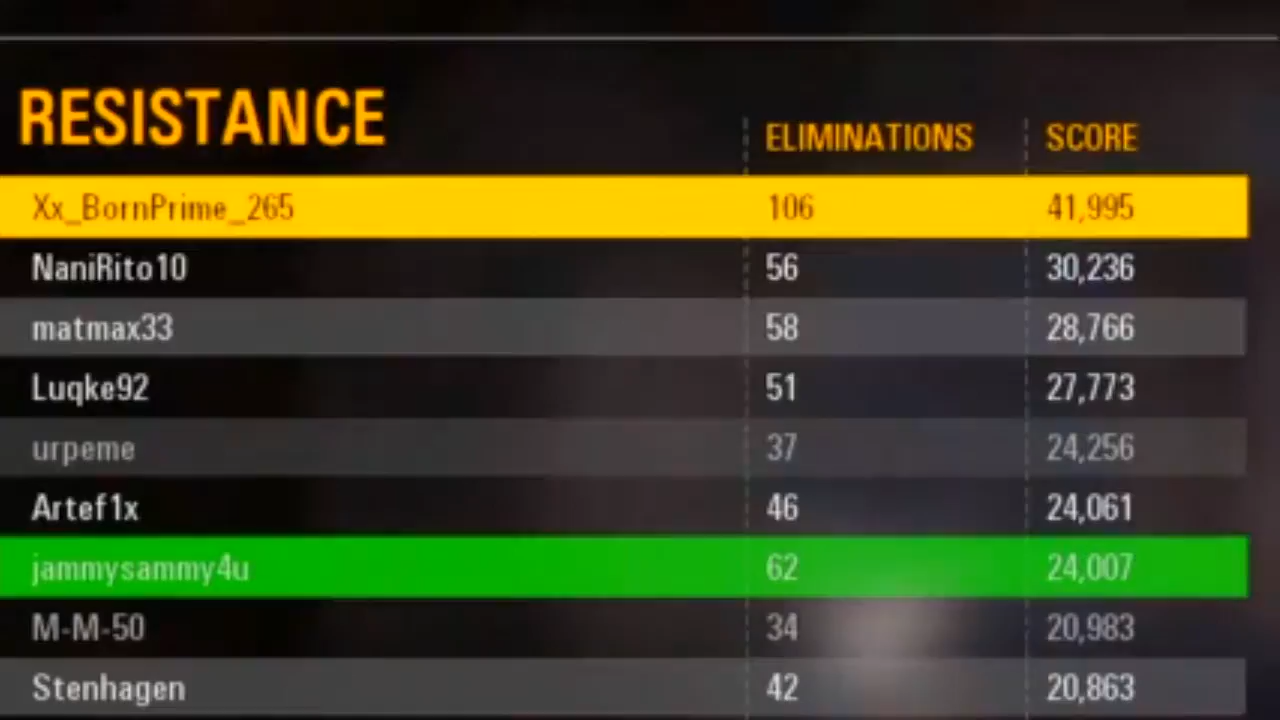 RESISTANCE ELIMINATIONS SCORE
Xx_BornPrime_265 106 41,995
NaniRito10 56 30,236
matmax33 58 28,766
Luqke92 51 27,773
urpeme 37 24,256
Artef1x 46 24,061
jammysammy4u 62 24,007
M-M-50 34 20,983
Stenhagen 42 20,863